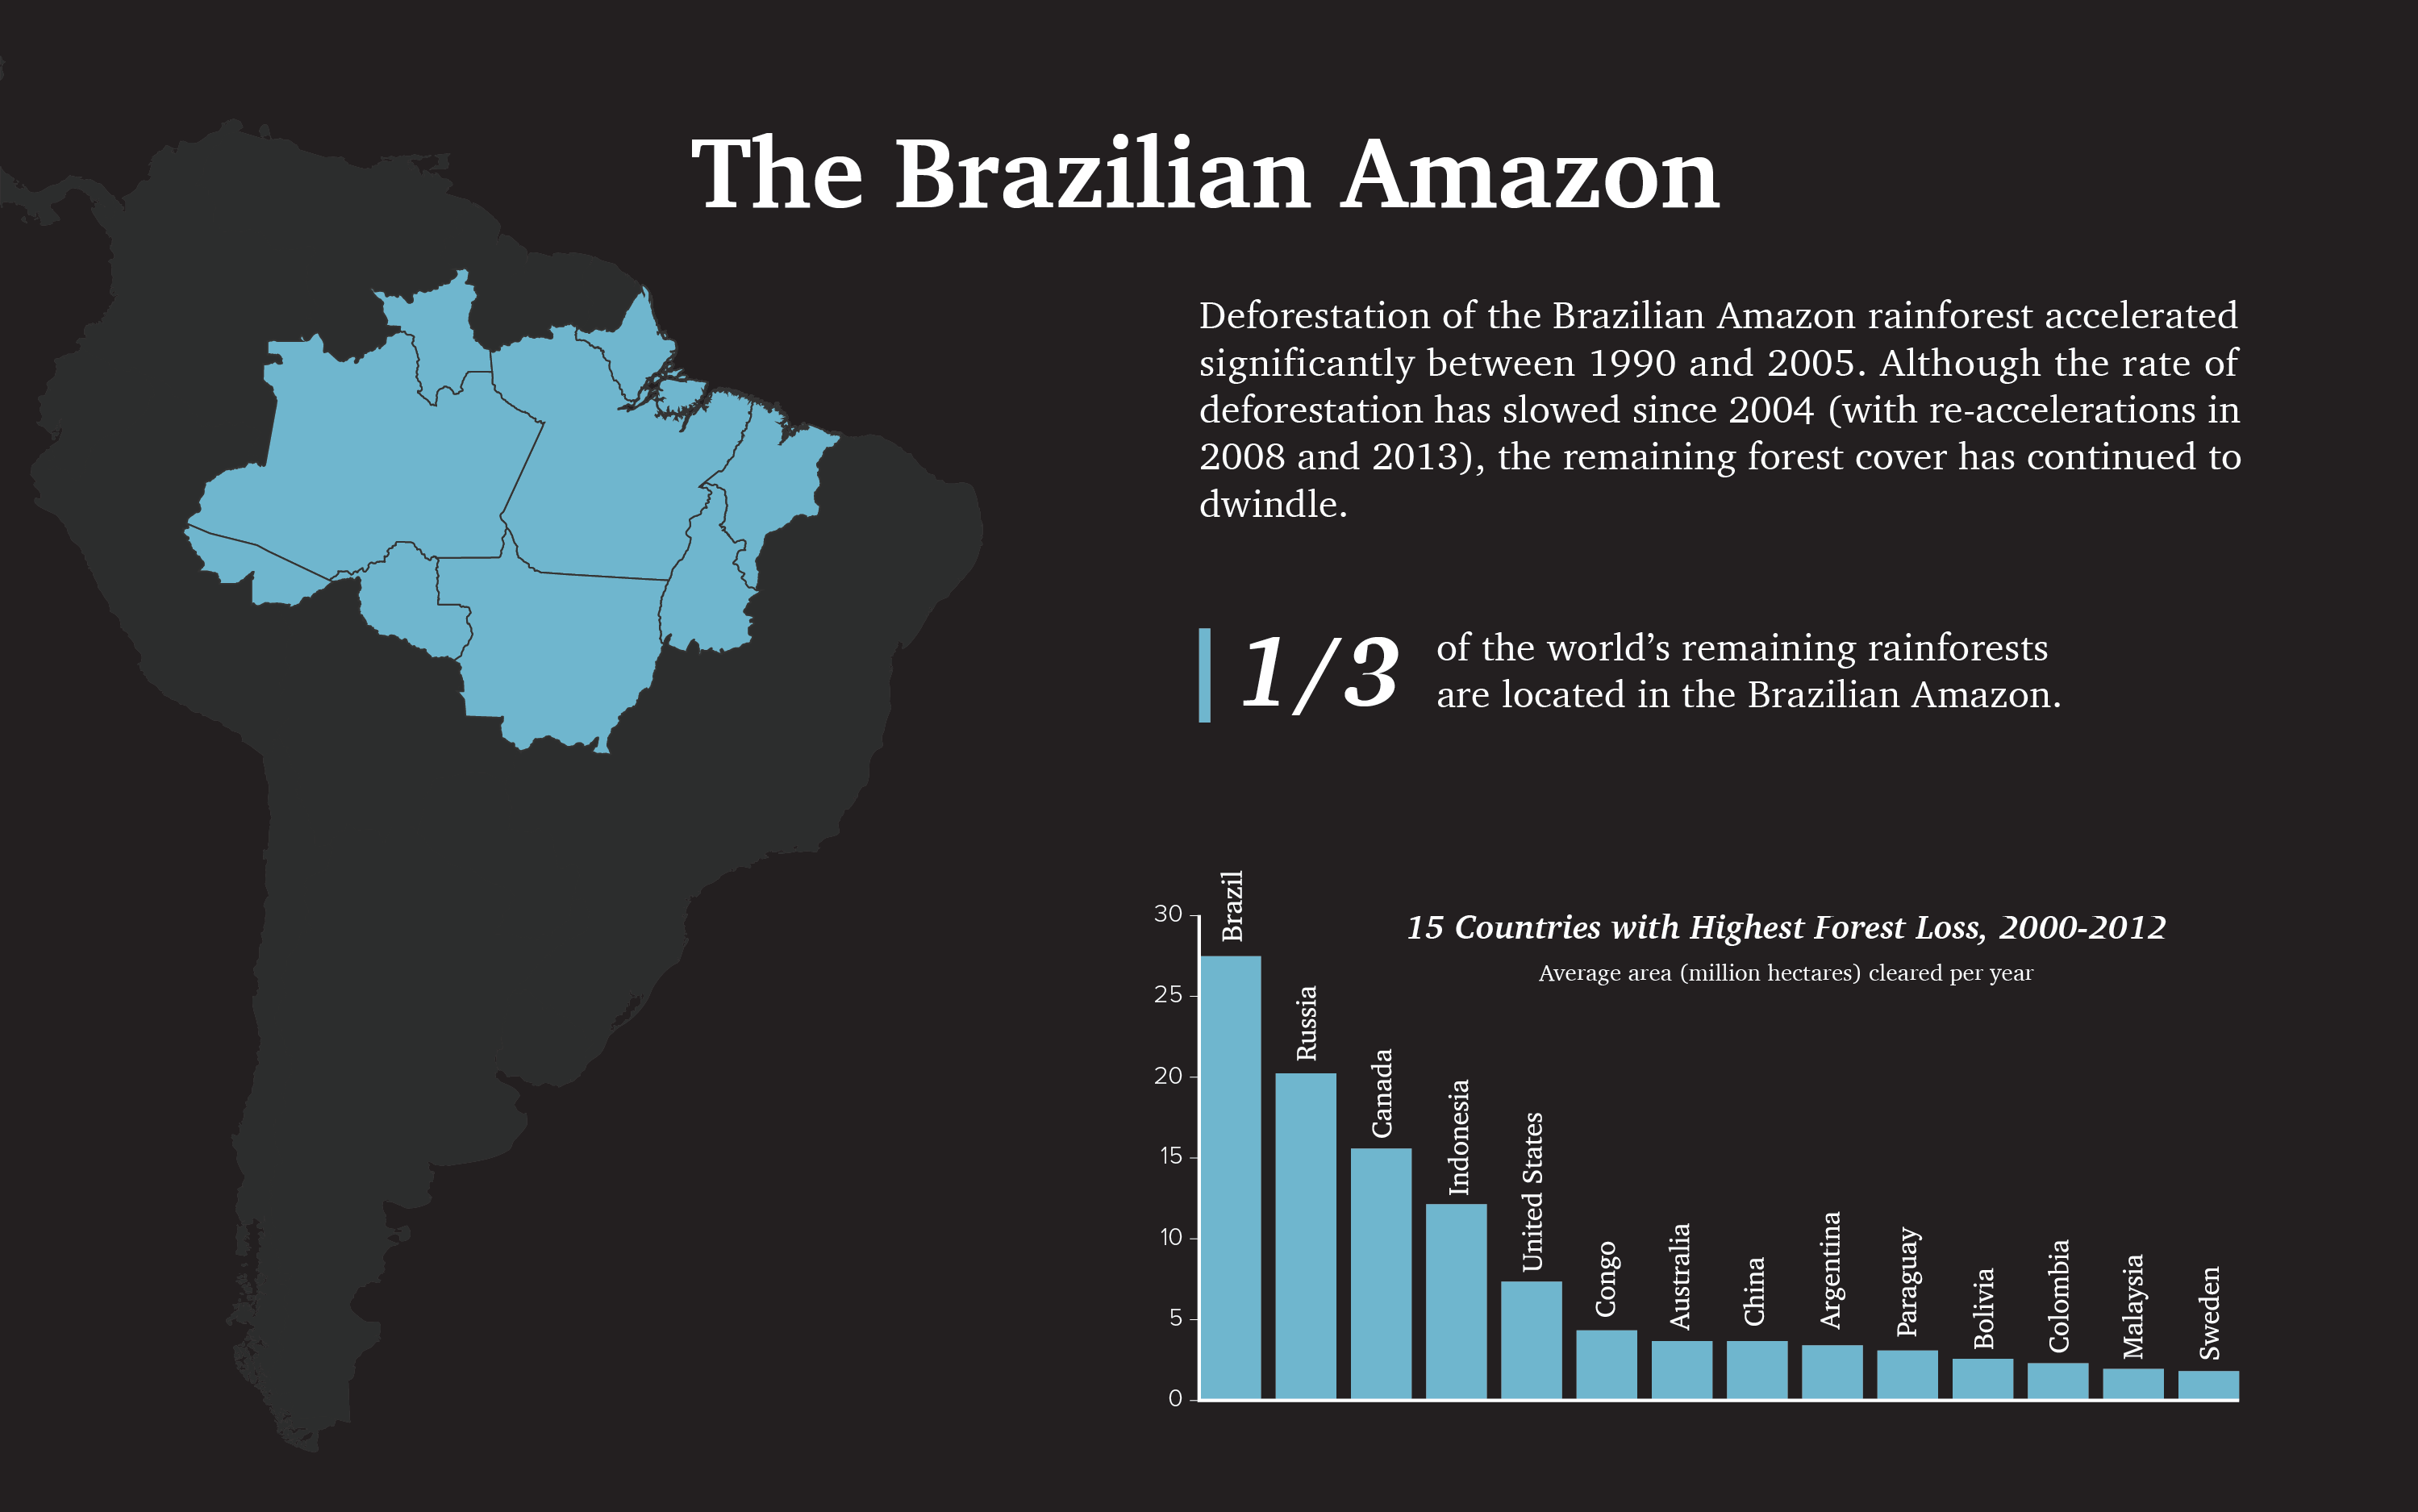 The Brazilian Amazon
Deforestation of the Brazilian Amazon rainforest accelerated
significantly between 1990 and 2005. Although the rate of
deforestation has slowed since 2004 (with re-accelerations in
2008 and 2013), the remaining forest cover has continued to
dwindle.
1/3
of the world’s remaining rainforests
are located in the Brazilian Amazon.
15 Countries with Highest Forest Loss, 2000-2012
Average area (million hectares) cleared per year
30
25
20
15
10
5
0
Brazil
Russia
Canada
Indonesia
United States
Congo
Australia
China
Argentina
Paraguay
Bolivia
Colombia
Malaysia
Sweden